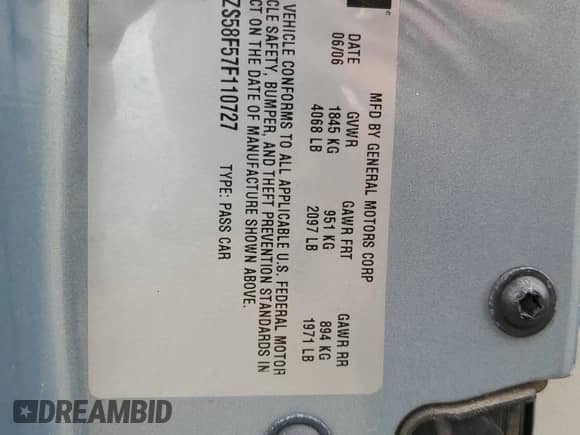 MFD BY GENERAL MOTORS CORP
DATE GVWR GAWR FRT GAWR RR
06/06 1845 KG 951 KG 894 KG
4068 LB 2097 LB 1971 LB
VEHICLE CONFORMS TO ALL APPLICABLE U.S. FEDERAL MOTOR
CLE SAFETY, BUMPER, AND THEFT PREVENTION STANDARDS IN
CT ON THE DATE OF MANUFACTURE SHOWN ABOVE.
ZS58F57F110727 TYPE: PASS CAR
DREAMBID